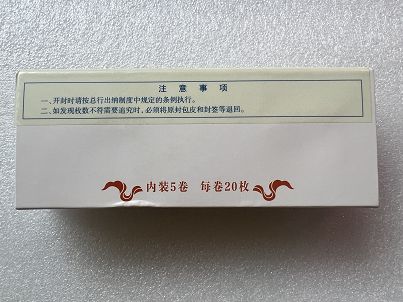 注意事项
一、开封时请按总行出纳制度中规定的条例执行。
二、如发现枚数不符需要追究时，必须将原封包皮和封签等退回。
内装5卷 每卷20枚